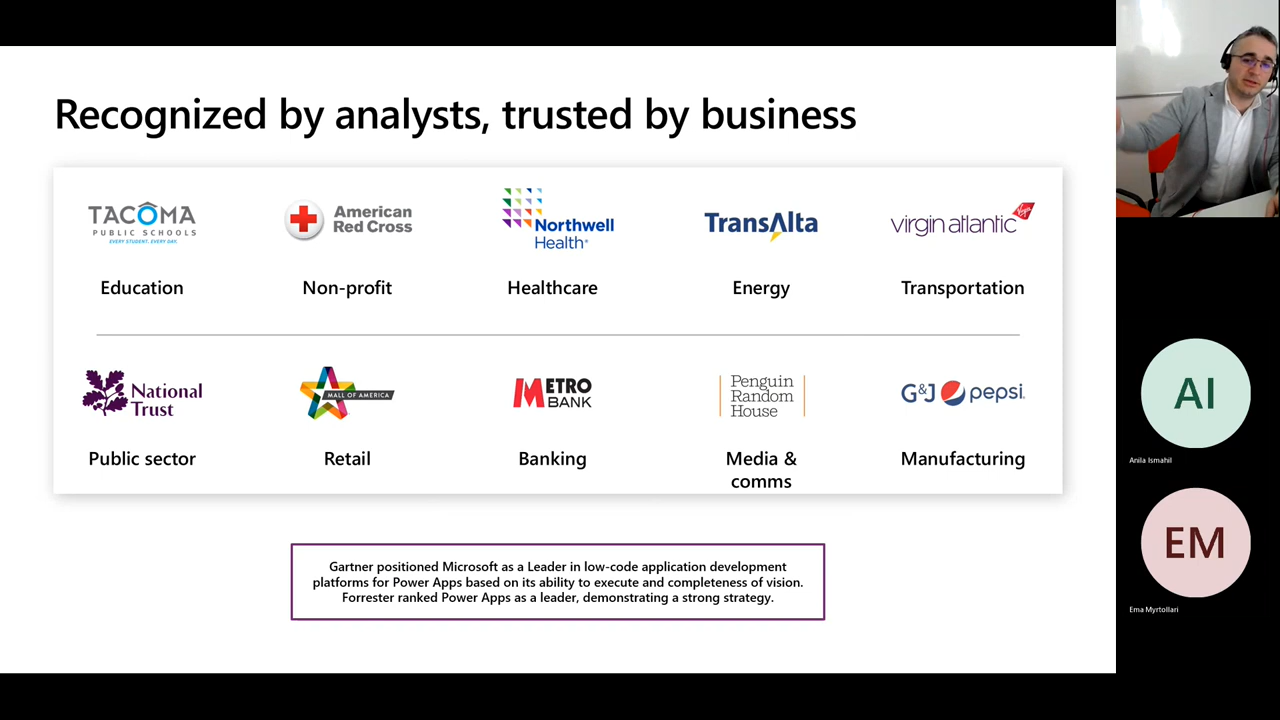 Recognized by analysts, trusted by business
TACOMA
PUBLIC SCHOOLS
EVERY STUDENT. EVERY DAY.
American
Red Cross
Northwell
Health®
TransAlta
virgin atlantic
Virgin
Education
Non-profit
Healthcare
Energy
Transportation
National
Trust
MALL OF AMERICA
METRO
BANK
Penguin
Random
House
G&J pepsi
Public sector
Retail
Banking
Media &
comms
Manufacturing
Gartner positioned Microsoft as a Leader in low-code application development
platforms for Power Apps based on its ability to execute and completeness of vision.
Forrester ranked Power Apps as a leader, demonstrating a strong strategy.
AI
Anila Ismahil
EM
Ema Myrtollari